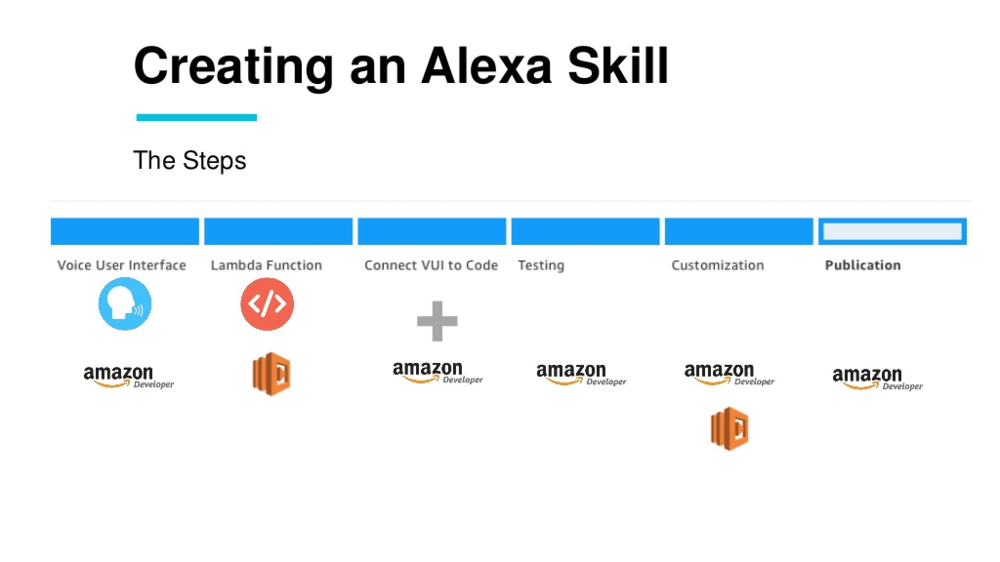 Creating an Alexa Skill
The Steps
Voice User Interface
Lambda Function
Connect VUI to Code
Testing
Customization
Publication
</>
amazon
Developer
amazon
Developer
amazon
Developer
amazon
Developer
amazon
Developer